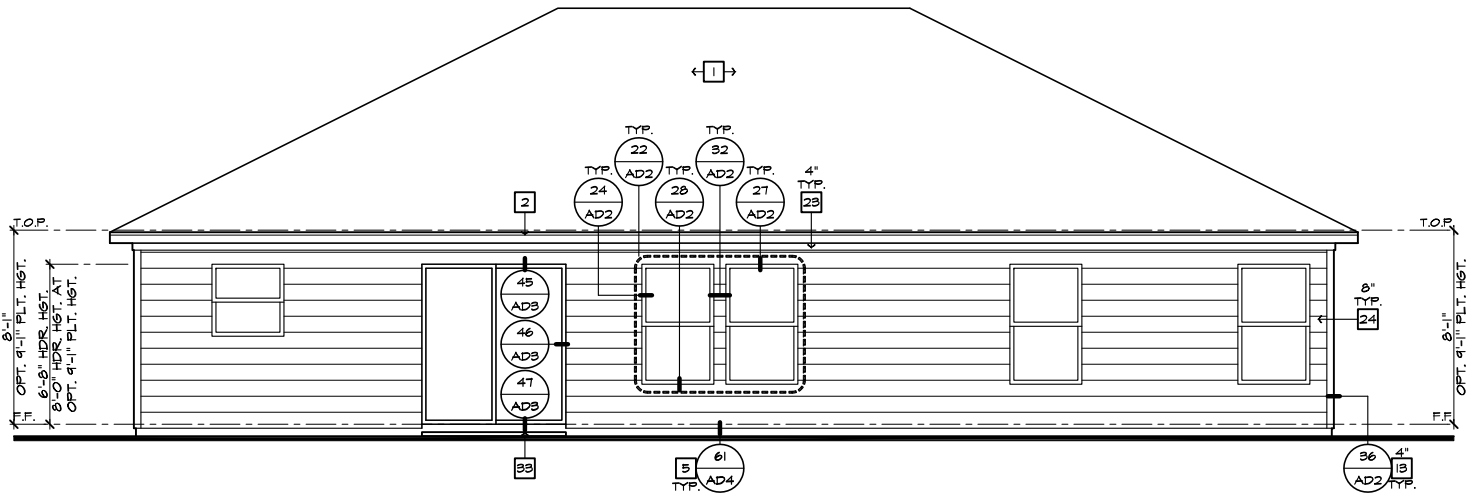 1
TYP.
TYP.
22
AD2
32
AD2
TYP.
TYP.
24
AD2
28
AD2
27
AD2
4"
TYP.
23
2
T.O.P.
T.O.P.
8'-1"
OPT. 9'-1" PLT. HGT.
6'-8" HDR. HGT.
8'-0" HDR. HGT. AT
OPT. 9'-1" PLT. HGT.
45
AD3
46
AD3
47
AD3
8"
TYP.
24
8'-1"
OPT. 9'-1" PLT. HGT.
F.F.
F.F.
33
5
TYP.
61
AD4
36
AD2
4"
13
TYP.